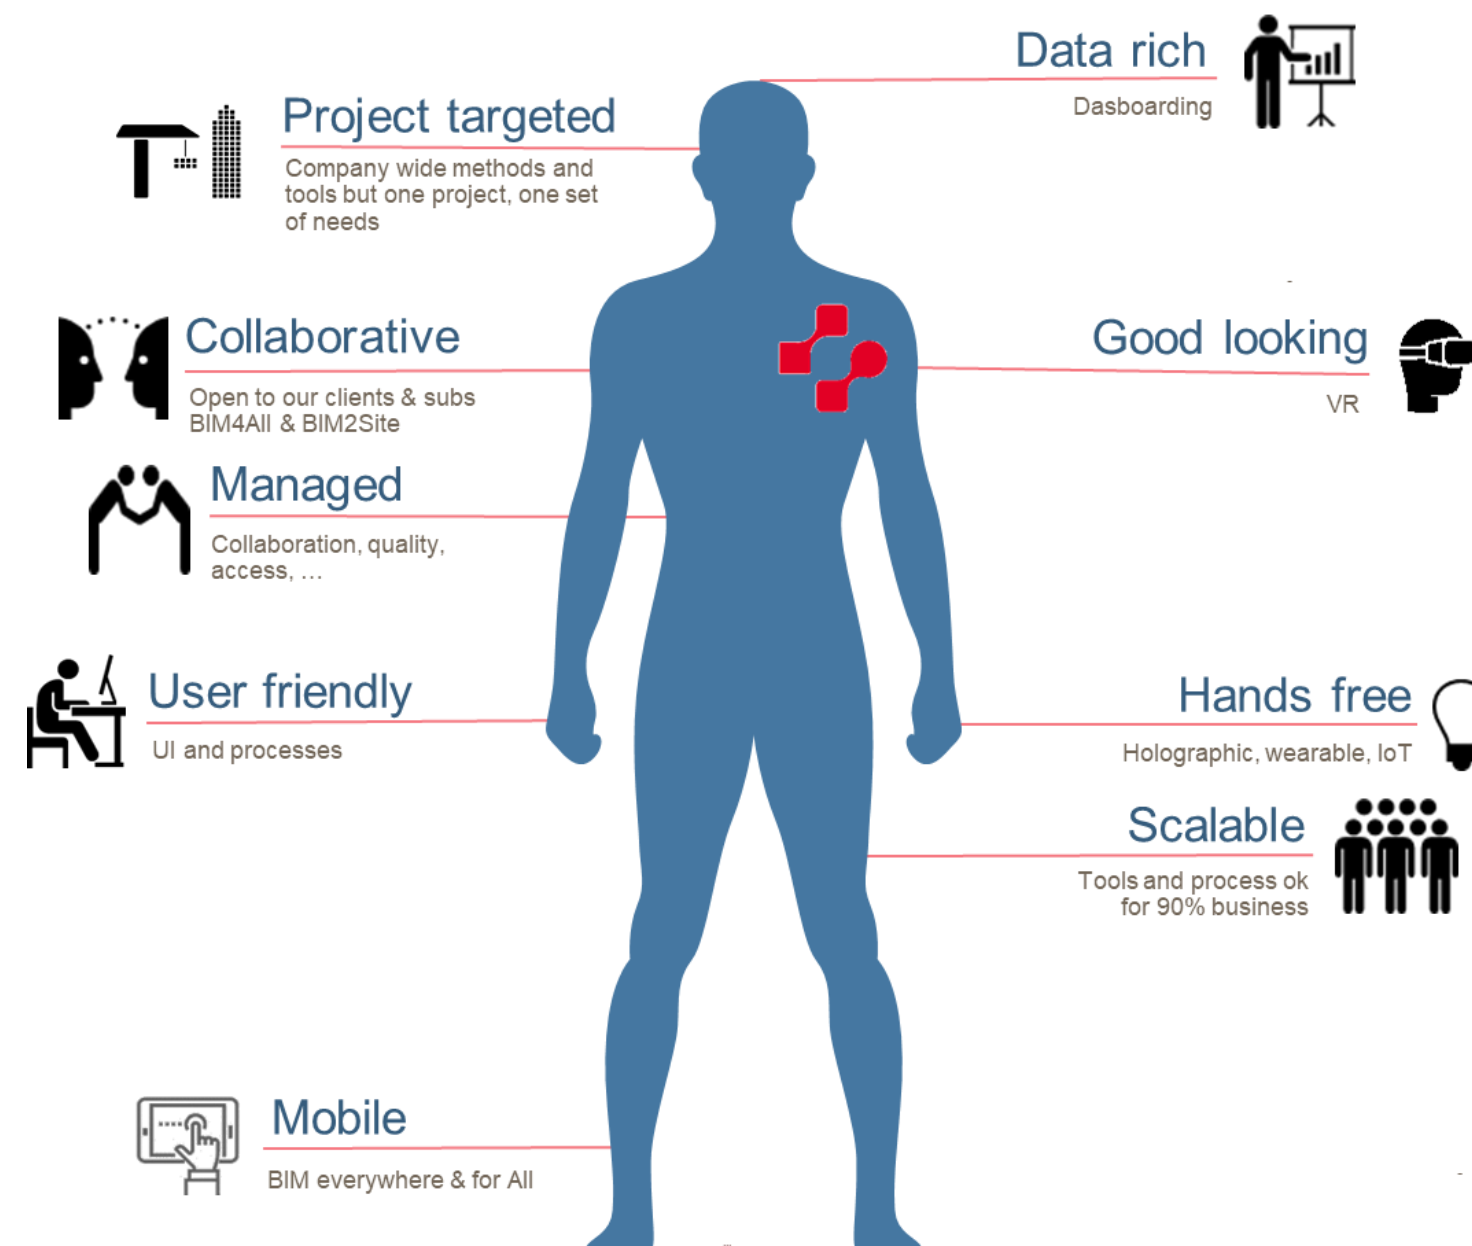 Data rich
Dasboarding
Project targeted
Company wide methods and
tools but one project, one set
of needs
Collaborative
Open to our clients & subs
BIM4All & BIM2Site
Good looking
VR
Managed
Collaboration, quality,
access, …
User friendly
UI and processes
Hands free
Holographic, wearable, IoT
Scalable
Tools and process ok
for 90% business
Mobile
BIM everywhere & for All